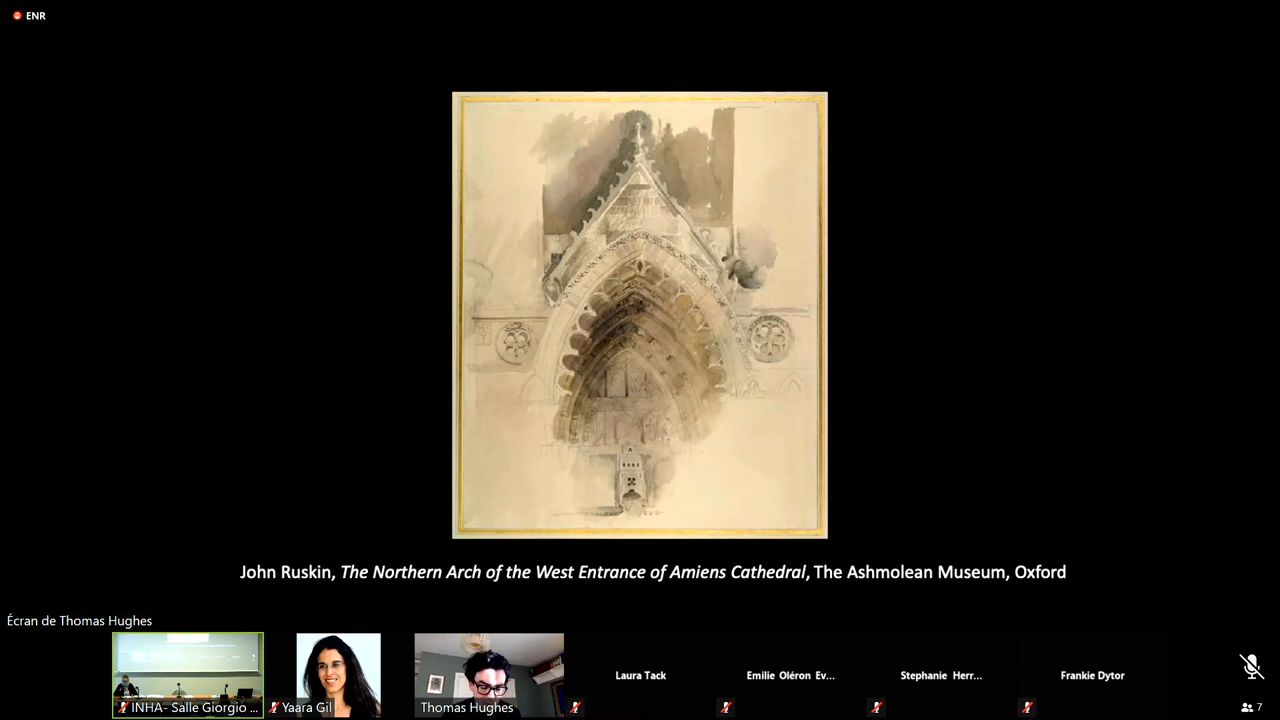 ENR
John Ruskin, The Northern Arch of the West Entrance of Amiens Cathedral, The Ashmolean Museum, Oxford
Écran de Thomas Hughes
INHA- Salle Giorgio ...
Yaara Gil
Thomas Hughes
Laura Tack
Emilie Oléron Ev...
Stephanie Herr...
Frankie Dytor
7